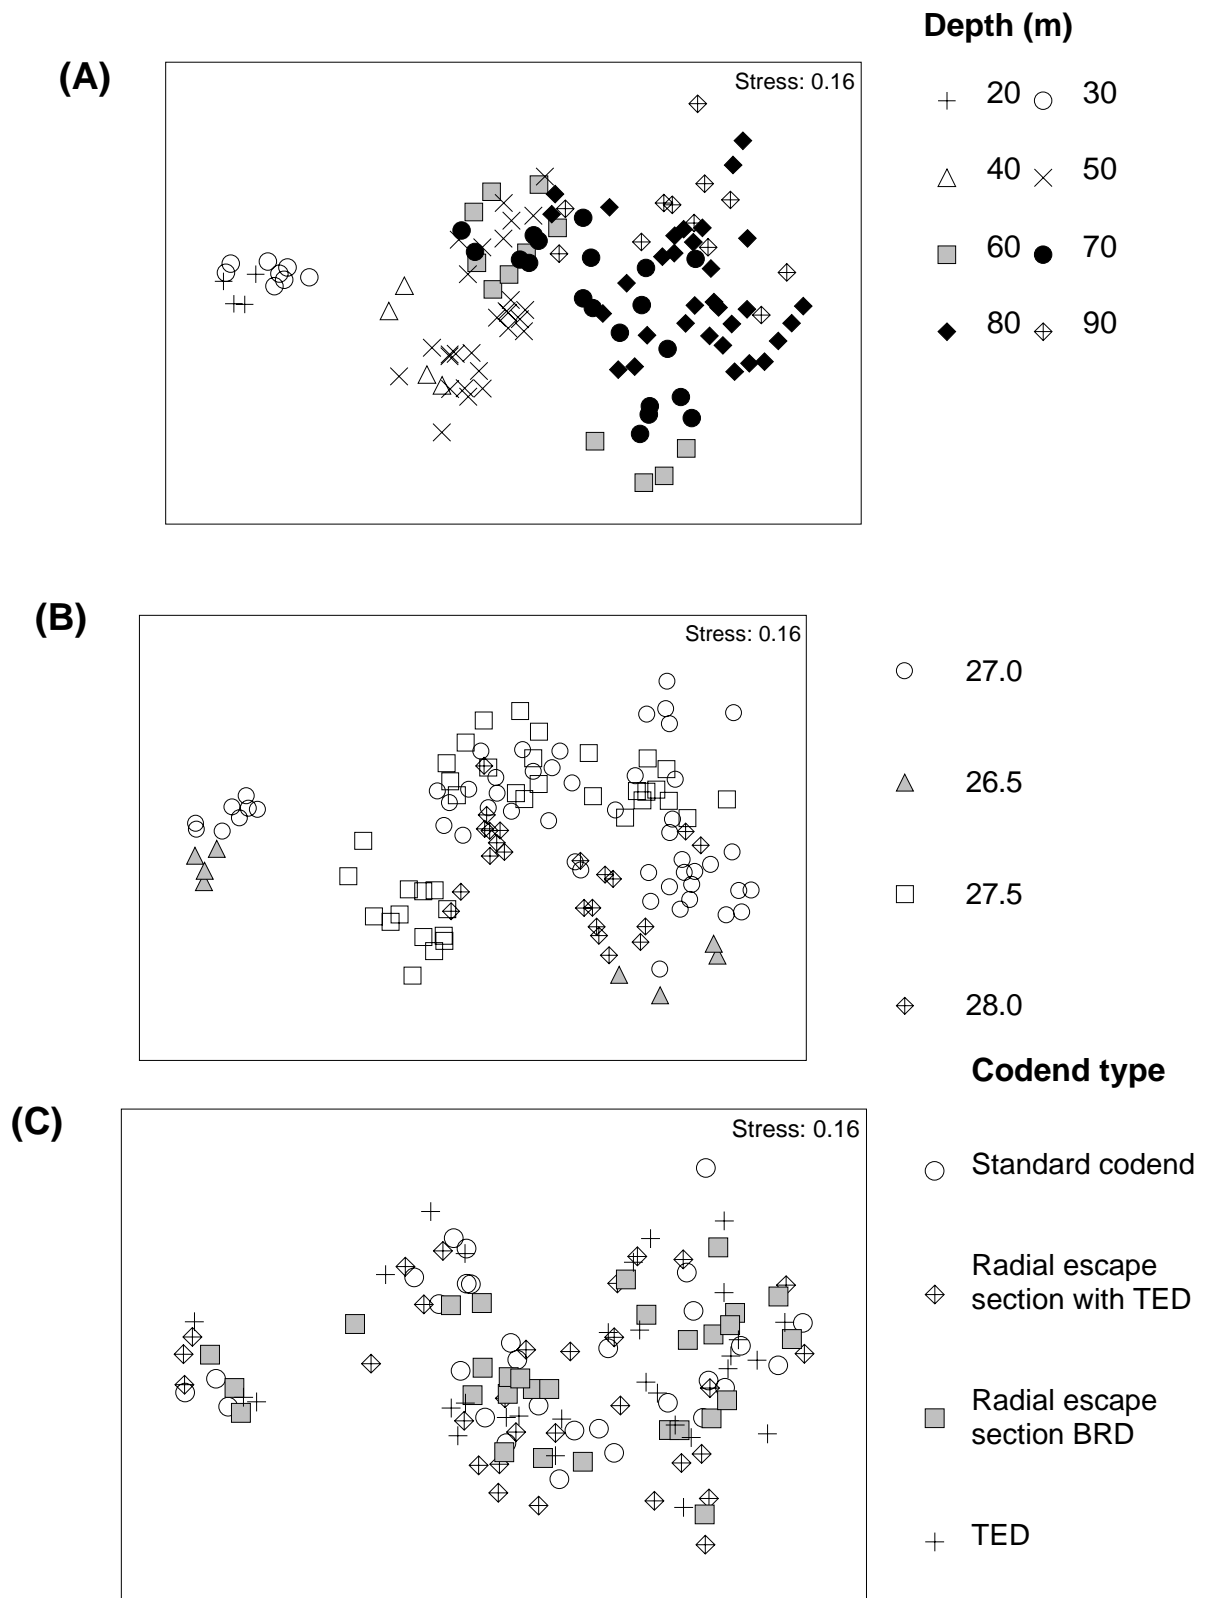 Depth (m)
(A)
Stress: 0.16
20 30
40 50
60 70
80 90
(B)
Stress: 0.16
27.0
26.5
27.5
28.0
Codend type
(C)
Stress: 0.16
Standard codend
Radial escape
section with TED
Radial escape
section BRD
TED